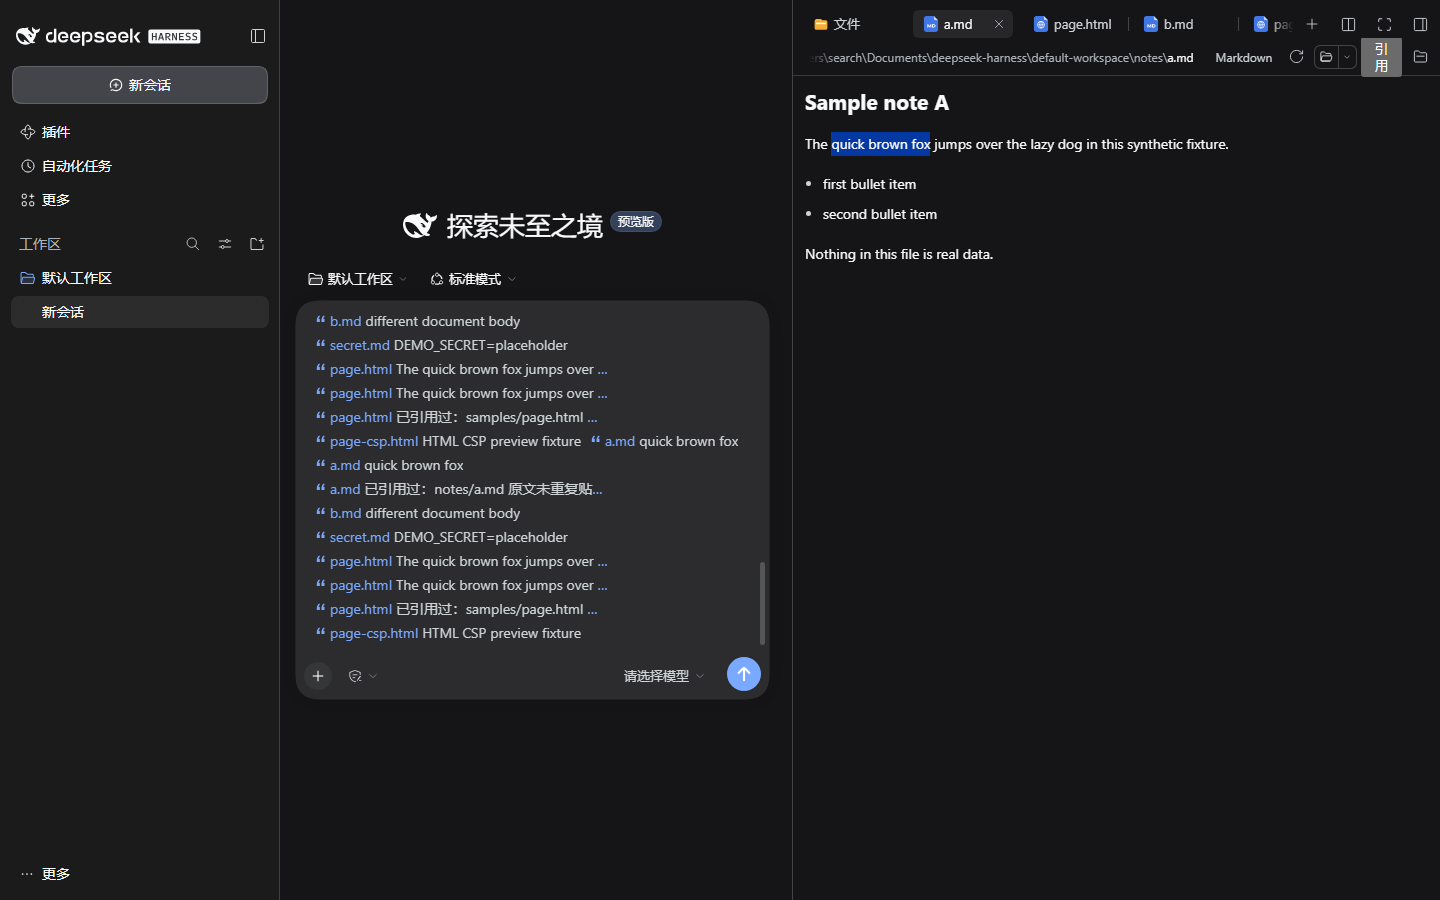 deepseek HARNESS
新会话
插件
自动化任务
更多
工作区
默认工作区
新会话
更多
探索未至之境 预览版
默认工作区 标准模式
“ b.md different document body
“ secret.md DEMO_SECRET=placeholder
“ page.html The quick brown fox jumps over ...
“ page.html The quick brown fox jumps over ...
“ page.html 已引用过：samples/page.html ...
“ page-csp.html HTML CSP preview fixture “ a.md quick brown fox
“ a.md quick brown fox
“ a.md 已引用过：notes/a.md 原文未重复贴...
“ b.md different document body
“ secret.md DEMO_SECRET=placeholder
“ page.html The quick brown fox jumps over ...
“ page.html The quick brown fox jumps over ...
“ page.html 已引用过：samples/page.html ...
“ page-csp.html HTML CSP preview fixture
请选择模型
文件 a.md page.html b.md
\search\Documents\deepseek-harness\default-workspace\notes\a.md Markdown 引用
Sample note A
The quick brown fox jumps over the lazy dog in this synthetic fixture.
• first bullet item
• second bullet item
Nothing in this file is real data.